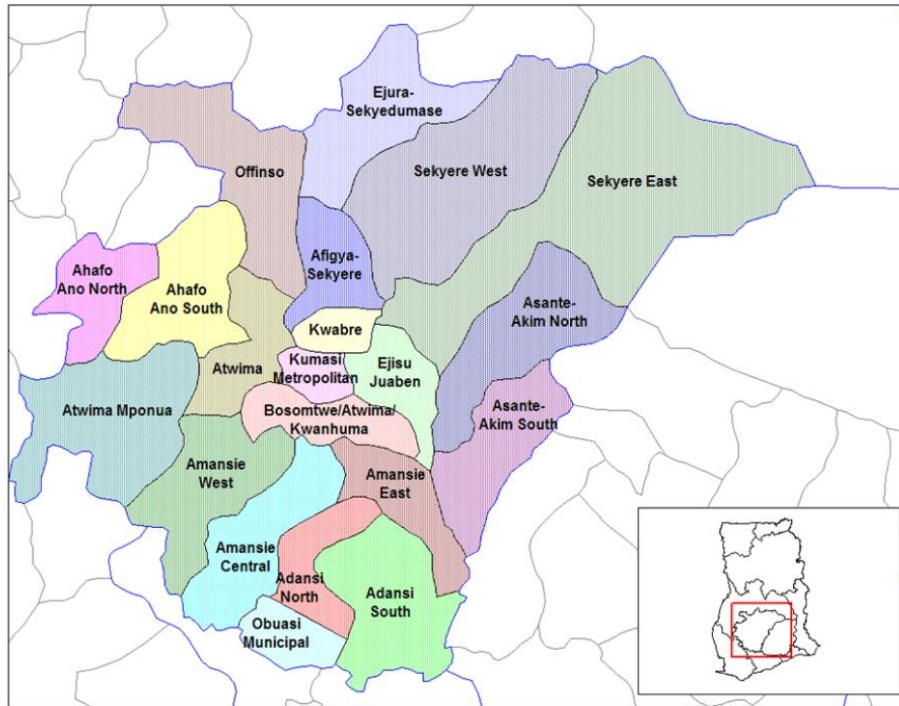 Ejura-
Sekyedumase
Offinso
Sekyere West
Sekyere East
Afigya-
Sekyere
Ahafo
Ano North
Ahafo
Ano South
Asante-
Akim North
Kwabre
Atwima
Kumasi
Metropolitan
Ejisu
Juaben
Atwima Mponua
Bosomtwe/Atwima/
Kwanhuma
Asante-
Akim South
Amansie
West
Amansie
East
Amansie
Central
Adansi
North
Adansi
South
Obuasi
Municipal